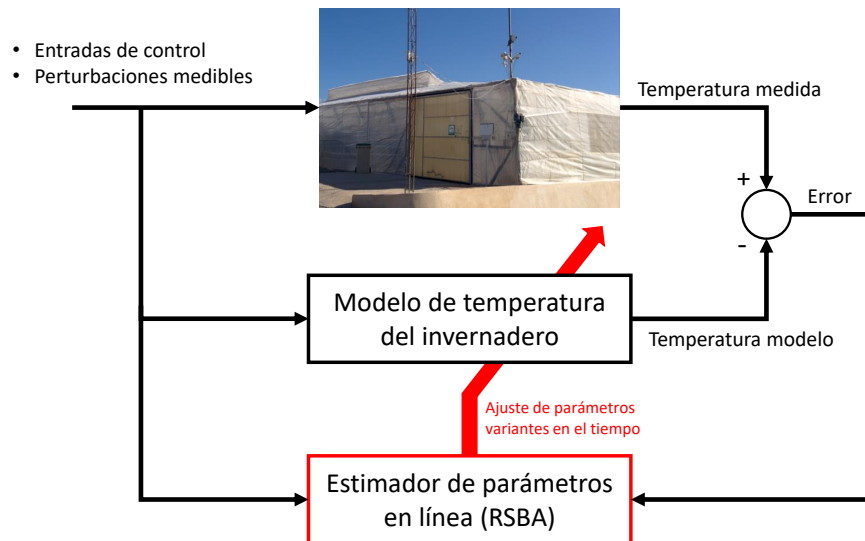 • Entradas de control
• Perturbaciones medibles
Temperatura medida
+
Error
-
Modelo de temperatura
del invernadero
Temperatura modelo
Ajuste de parámetros
variantes en el tiempo
Estimador de parámetros
en línea (RSBA)